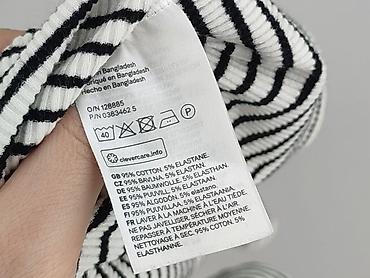 in Bangladesh
Fabriqué en Bangladesh
Hecho en Bangladesh
O/N 128885
P/N 0383462 5
40
P
clevercare.info
GB 95% COTTON, 5% ELASTANE.
CZ 95% BAVLNA, 5% ELASTAN.
DE 95% BAUMWOLLE, 5% ELASTHAN.
EE 95% PUUVILL, 5% ELASTAAN.
ES 95% ALGODÓN, 5% elastano
FI 95% PUUVILLAA, 5% ELASTAANIA.
FR LAVER À LA MACHINE À L'EAU TIÈDE.
NE PAS JAVELLISER. SÉCHER À L'AIR.
REPASSER À TEMPÉRATURE MOYENNE.
NETTOYAGE À SEC. 95% COTON, 5%
ELASTHANNE.